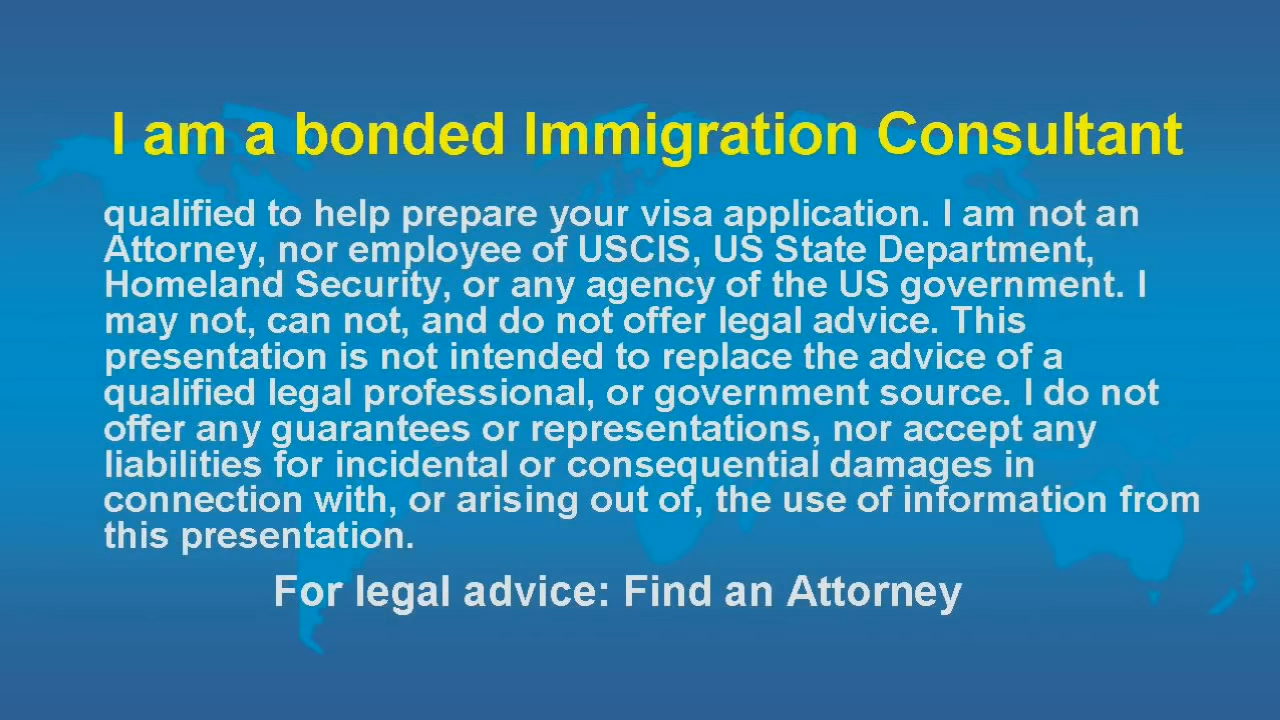 I am a bonded Immigration Consultant
qualified to help prepare your visa application. I am not an
Attorney, nor employee of USCIS, US State Department,
Homeland Security, or any agency of the US government. I
may not, can not, and do not offer legal advice. This
presentation is not intended to replace the advice of a
qualified legal professional, or government source. I do not
offer any guarantees or representations, nor accept any
liabilities for incidental or consequential damages in
connection with, or arising out of, the use of information from
this presentation.
For legal advice: Find an Attorney